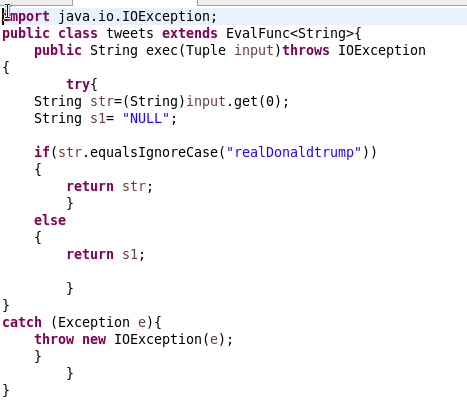 import java.io.IOException;
public class tweets extends EvalFunc<String>{
    public String exec(Tuple input)throws IOException
{
        try{
    String str=(String)input.get(0);
    String s1= "NULL";

    if(str.equalsIgnoreCase("realDonaldtrump"))
    {
        return str;
        }
    else
    {
        return s1;

        }
}
catch (Exception e){
    throw new IOException(e);
    }
        }
}